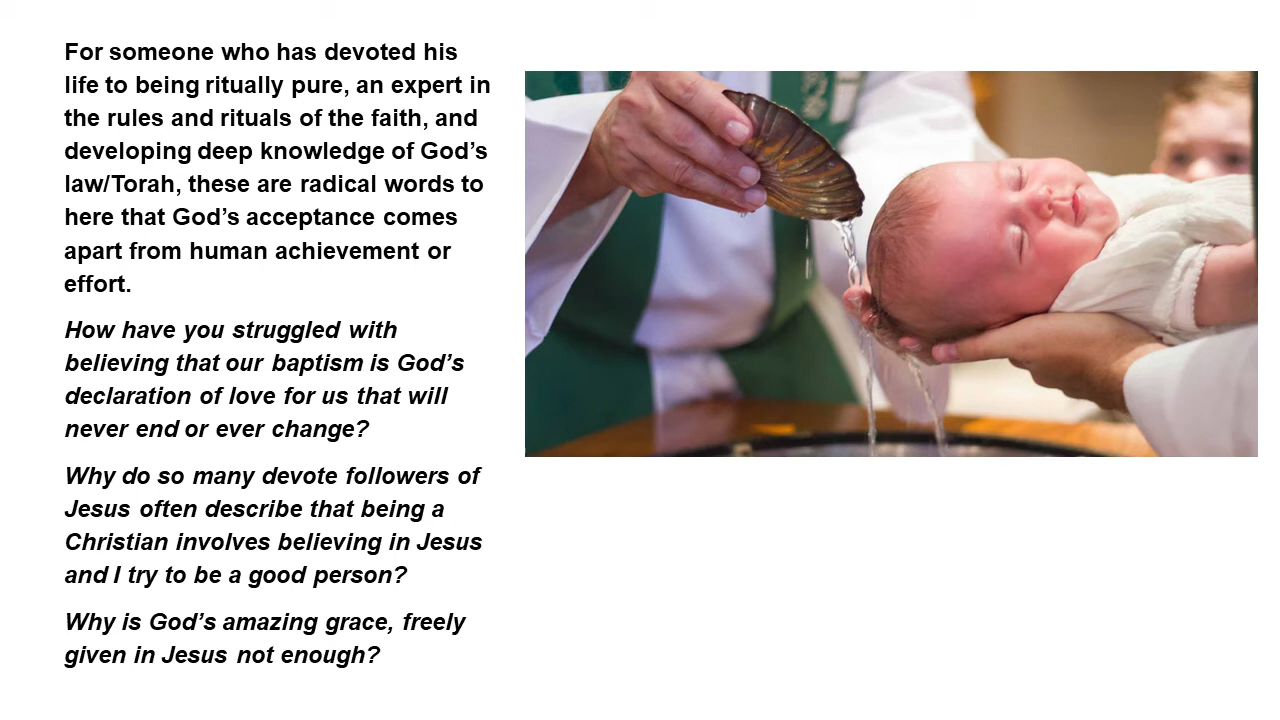 For someone who has devoted his
life to being ritually pure, an expert in
the rules and rituals of the faith, and
developing deep knowledge of God’s
law/Torah, these are radical words to
here that God’s acceptance comes
apart from human achievement or
effort.
How have you struggled with
believing that our baptism is God’s
declaration of love for us that will
never end or ever change?
Why do so many devote followers of
Jesus often describe that being a
Christian involves believing in Jesus
and I try to be a good person?
Why is God’s amazing grace, freely
given in Jesus not enough?